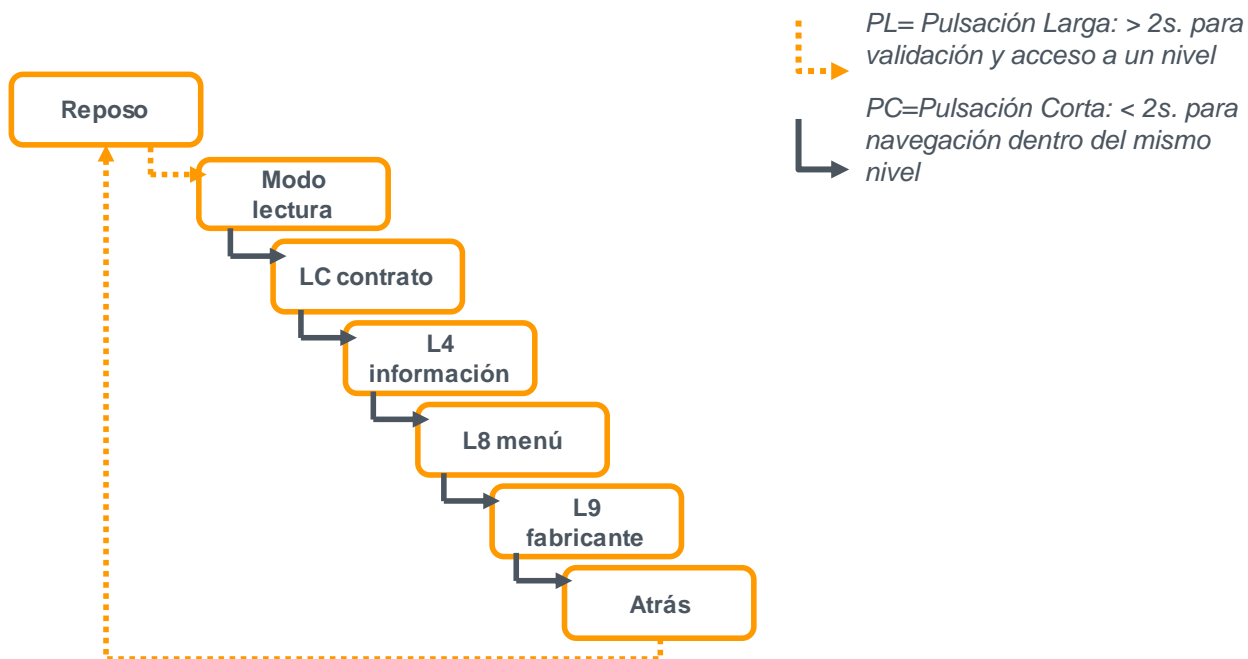 PL= Pulsación Larga: > 2s. para
validación y acceso a un nivel
PC=Pulsación Corta: < 2s. para
navegación dentro del mismo
nivel
Reposo
Modo
lectura
LC contrato
L4
información
L8 menú
L9
fabricante
Atrás